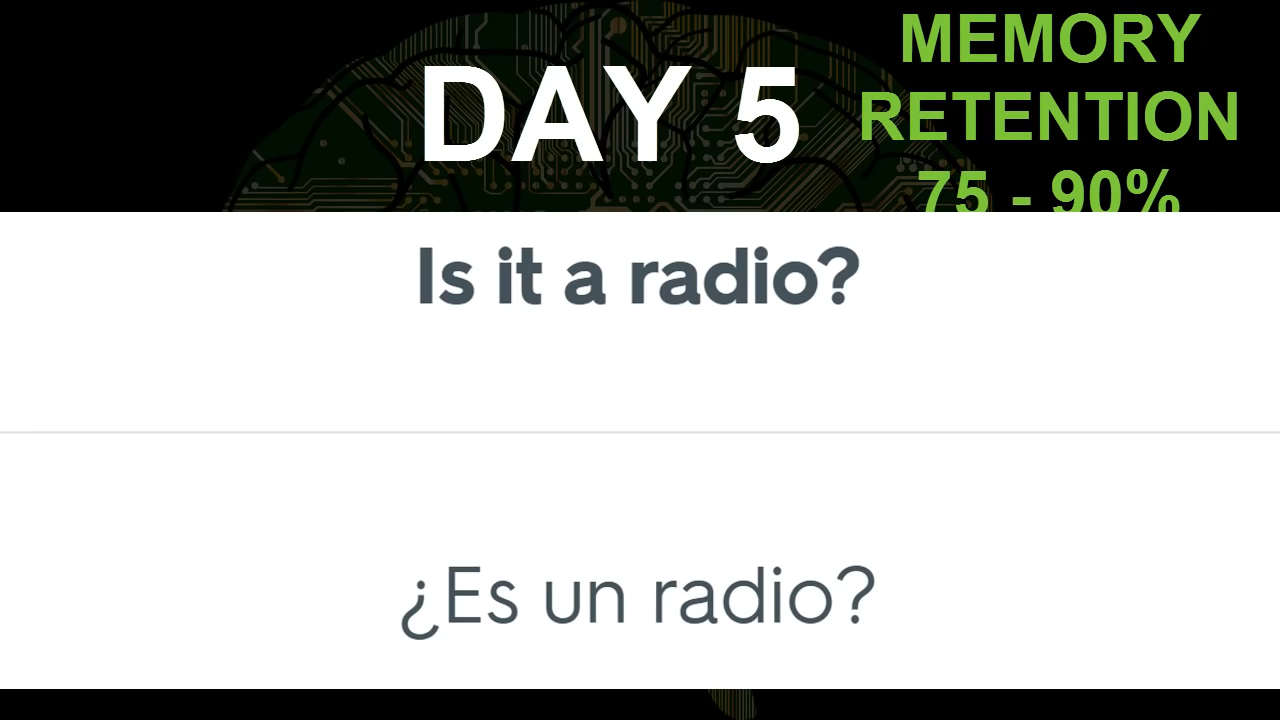 DAY 5
MEMORY
RETENTION
75 - 90%
Is it a radio?
¿Es un radio?